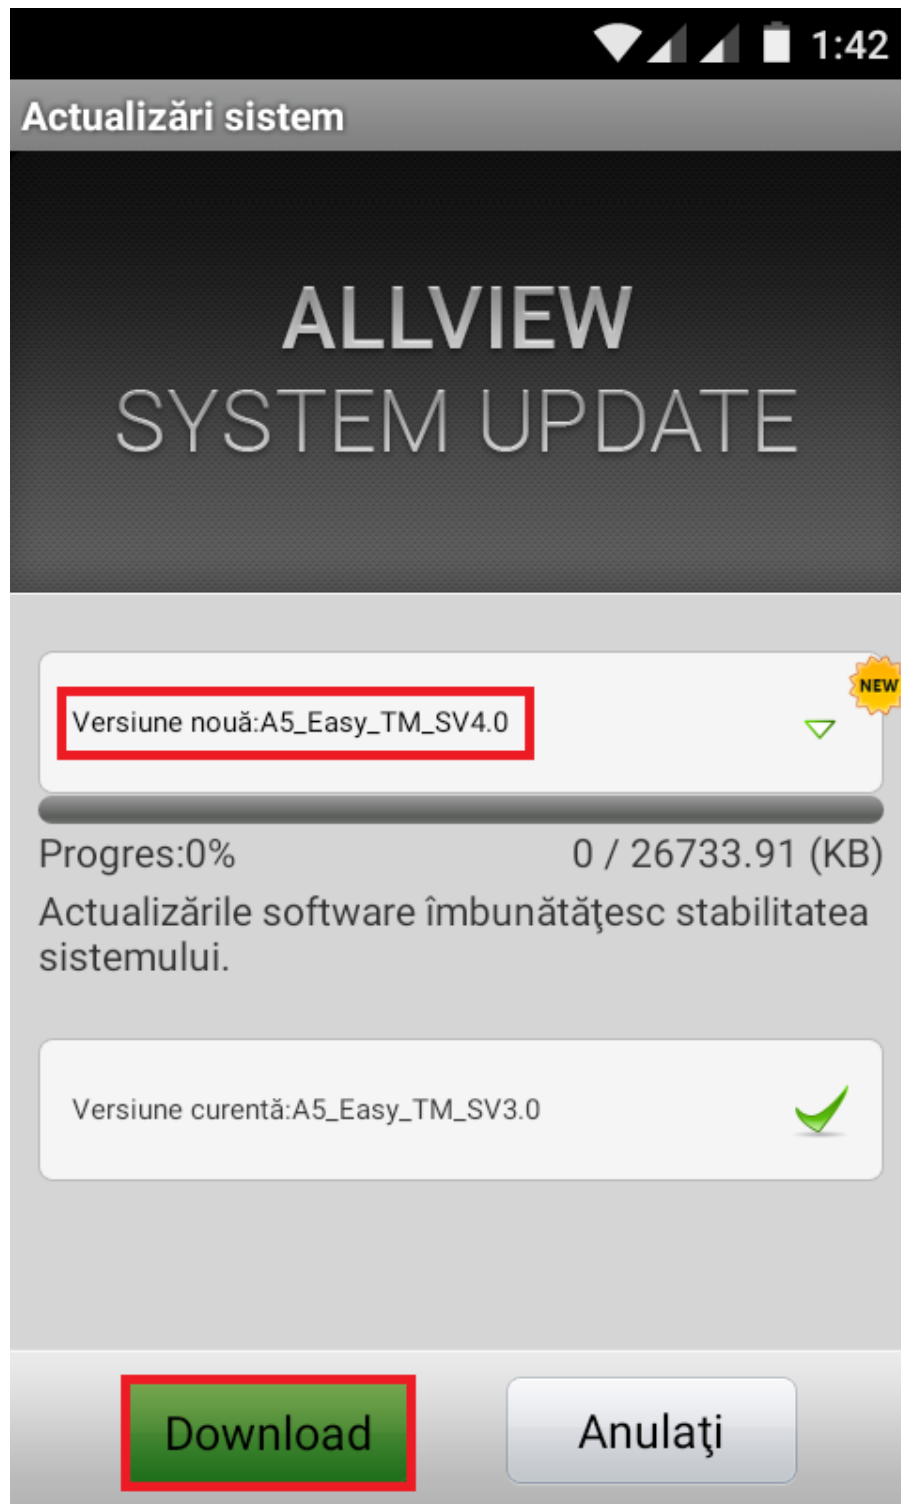 1:42
Actualizări sistem
ALLVIEW
SYSTEM UPDATE
NEW
Versiune nouă:A5_Easy_TM_SV4.0
Progres:0% 0 / 26733.91 (KB)
Actualizările software îmbunătăţesc stabilitatea
sistemului.
Versiune curentă:A5_Easy_TM_SV3.0
Download Anulaţi